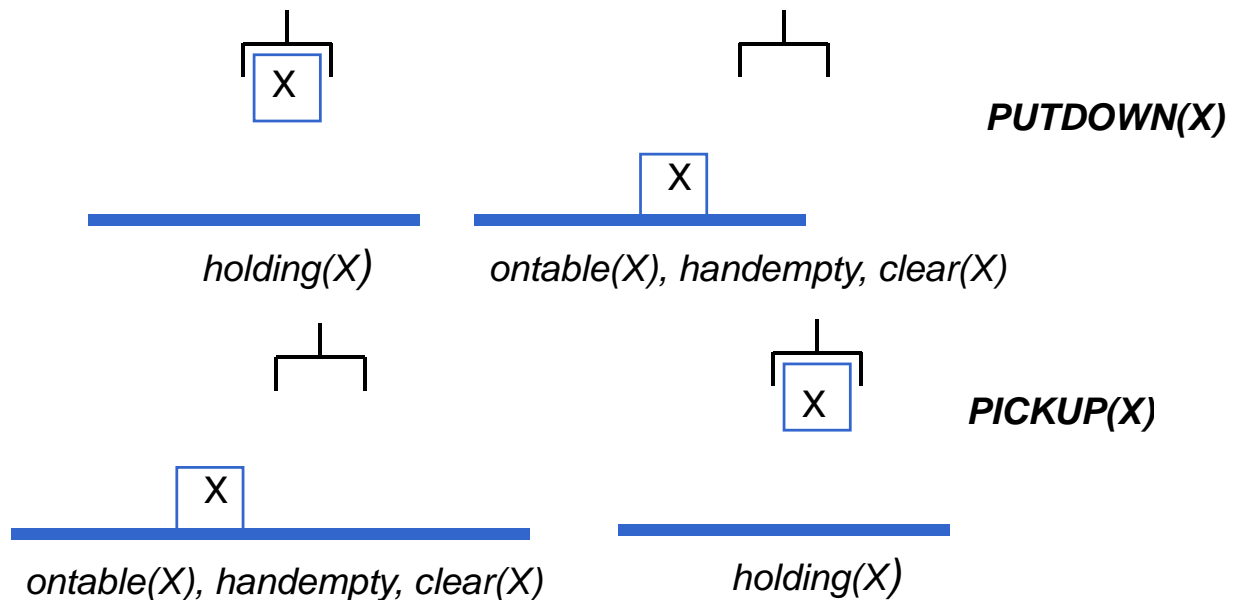 X
X
PUTDOWN(X)
holding(X)
ontable(X), handempty, clear(X)
X
X
PICKUP(X)
ontable(X), handempty, clear(X)
holding(X)